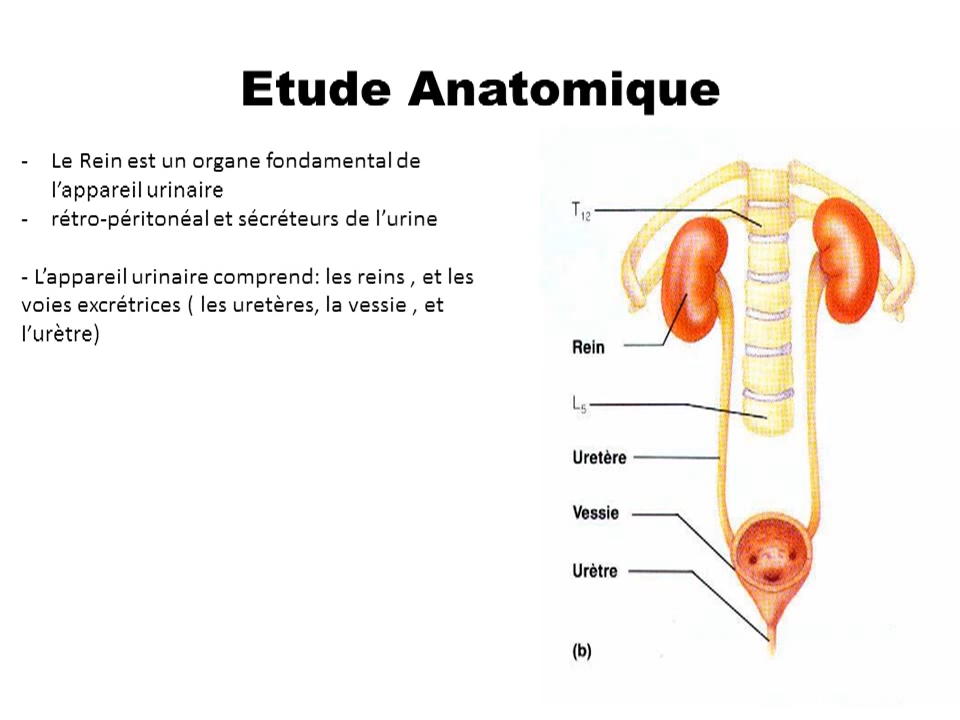 Etude Anatomique
- Le Rein est un organe fondamental de
l’appareil urinaire
- rétro-péritonéal et sécréteurs de l’urine
- L’appareil urinaire comprend: les reins , et les
voies excrétrices ( les uretères, la vessie , et
l’urètre)
T12
Rein
L5
Uretère
Vessie
Urètre
(b)